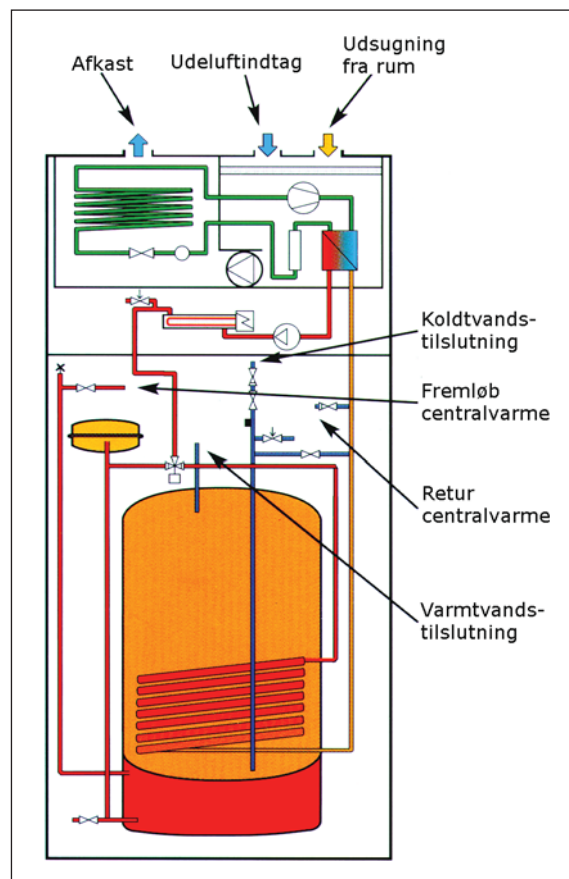 Afkast
Udeluftindtag
Udsugning
fra rum
Koldtvands-
tilslutning
Fremløb
centralvarme
Retur
centralvarme
Varmtvands-
tilslutning